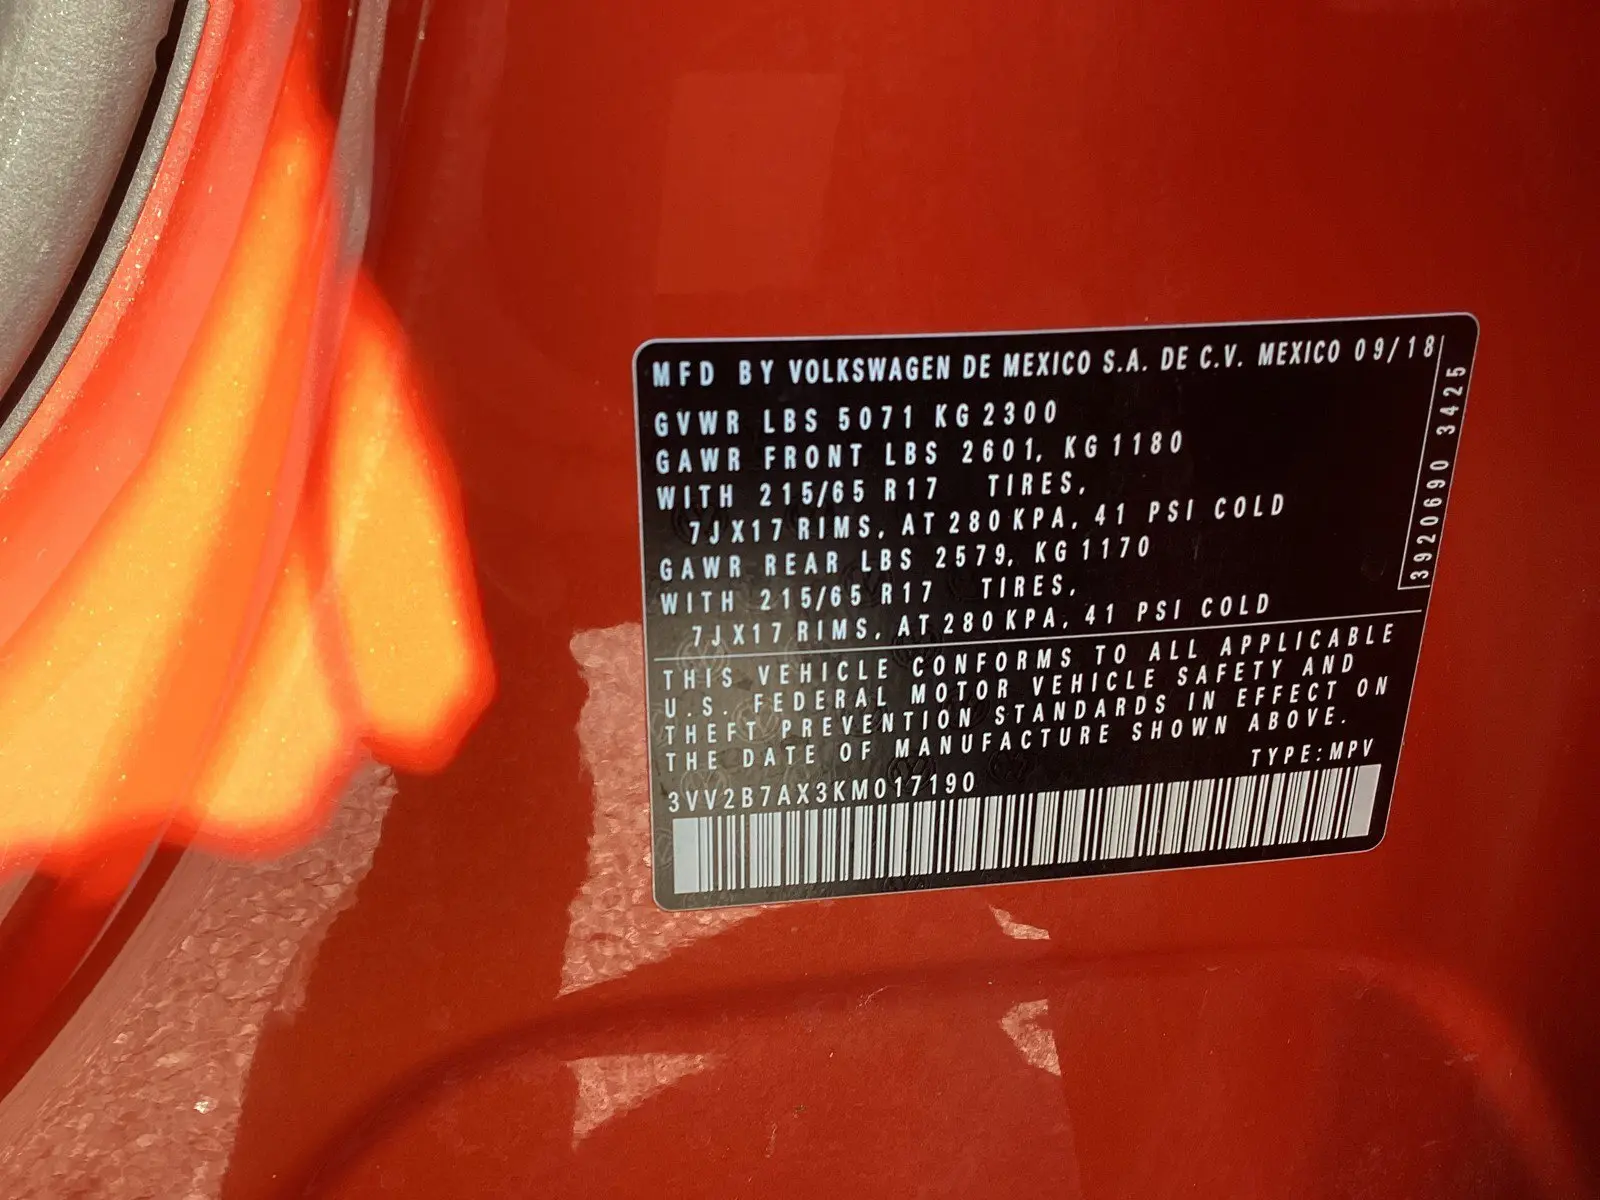 MFD BY VOLKSWAGEN DE MEXICO S.A. DE C.V. MEXICO 09/18
GVWR LBS 5071 KG 2300
GAWR FRONT LBS 2601, KG 1180
WITH 215/65 R17 TIRES,
7JX17 RIMS, AT 280 KPA, 41 PSI COLD
GAWR REAR LBS 2579, KG 1170
WITH 215/65 R17 TIRES,
7JX17 RIMS, AT 280 KPA, 41 PSI COLD
3920690 3425
THIS VEHICLE CONFORMS TO ALL APPLICABLE
U.S. FEDERAL MOTOR VEHICLE SAFETY AND
THEFT PREVENTION STANDARDS IN EFFECT ON
THE DATE OF MANUFACTURE SHOWN ABOVE.
TYPE: MPV
3VV2B7AX3KM017190